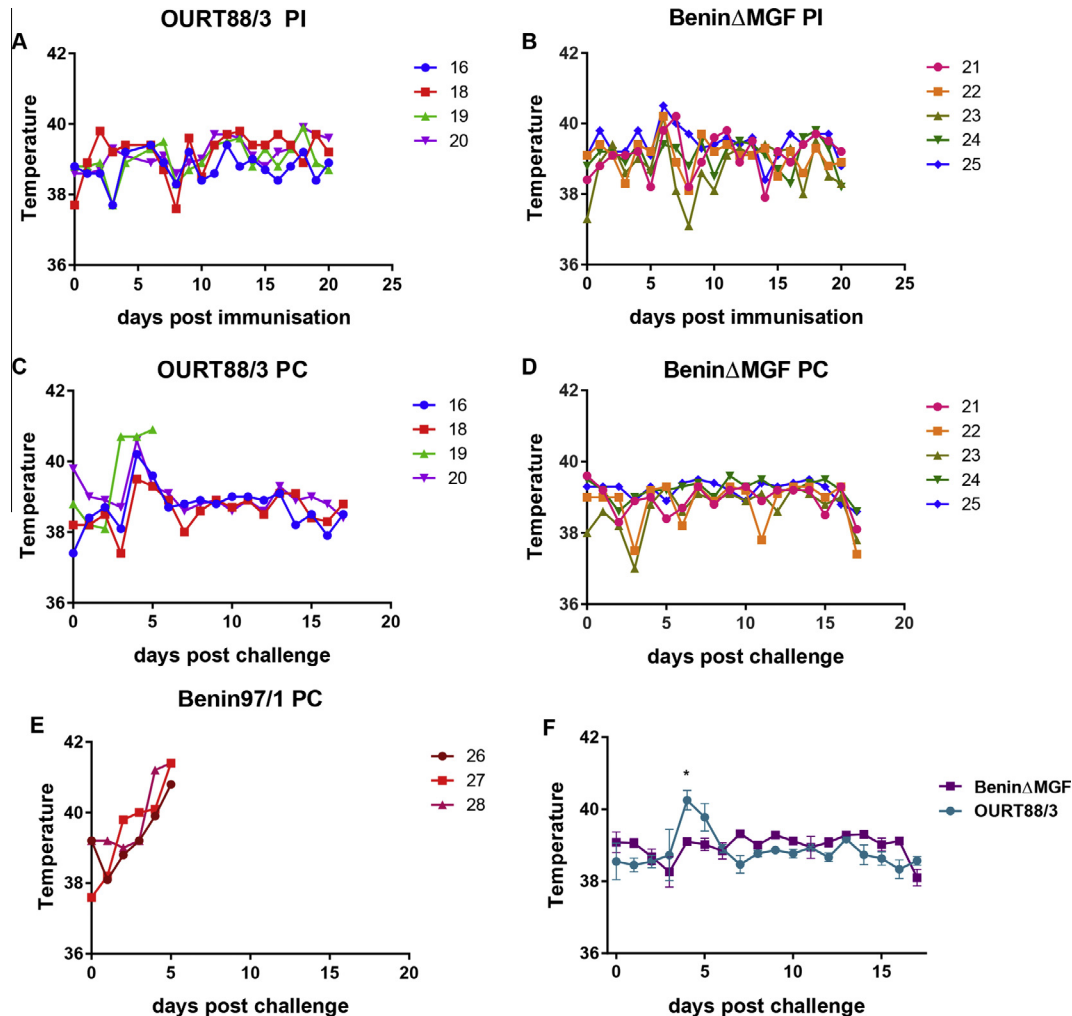 A
OURT88/3 PI
Temperature
42
40
38
36
0 5 10 15 20 25
days post immunisation
16
18
19
20
B
BeninΔMGF PI
Temperature
42
40
38
36
0 5 10 15 20 25
days post immunisation
21
22
23
24
25
C
OURT88/3 PC
Temperature
42
40
38
36
0 5 10 15 20
days post challenge
16
18
19
20
D
BeninΔMGF PC
Temperature
42
40
38
36
0 5 10 15 20
days post challenge
21
22
23
24
25
E
Benin97/1 PC
Temperature
42
40
38
36
0 5 10 15 20
days post challenge
26
27
28
F
Temperature
42
40
38
36
0 5 10 15
*
days post challenge
BeninΔMGF
OURT88/3